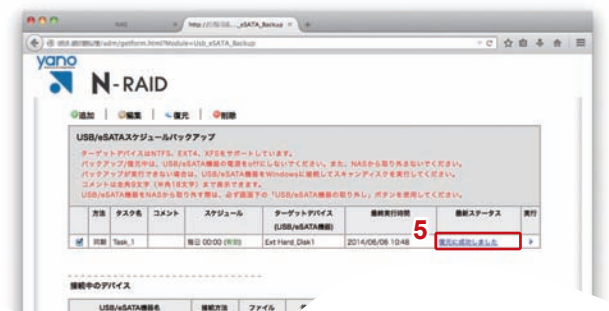 NAS
http://
_eSATA_Backup
adm/getform.html?Module=Usb_eSATA_Backup
yano
N-RAID
追加 | 編集 | 復元 | 削除
USB/eSATAスケジュールバックアップ
ターゲットデバイスはNTFS、EXT4、XFSをサポートしています。
バックアップ/復元中は、USB/eSATA機器の電源をoffにしないでください。また、NASから取り外さないでください。
バックアップが実行できない場合は、USB/eSATA機器をWindowsに接続してスキャンディスクを実行してください。
コメントは全角9文字 (半角18文字) まで表示できます。
USB/eSATA機器をNASから取り外す際は、必ず画面下の「USB/eSATA機器の取り外し」ボタンを使用してください。
方法 タスク名 コメント スケジュール ターゲットデバイス (USB/eSATA機器) 最終実行時間 最新ステータス 実行
5
同期 Task_1 毎日 00:00 (有効) Ext Hard_Disk1 2014/06/06 10:48 復元に成功しました
接続中のデバイス
USB/eSATA機器名 接続方法 ファイル